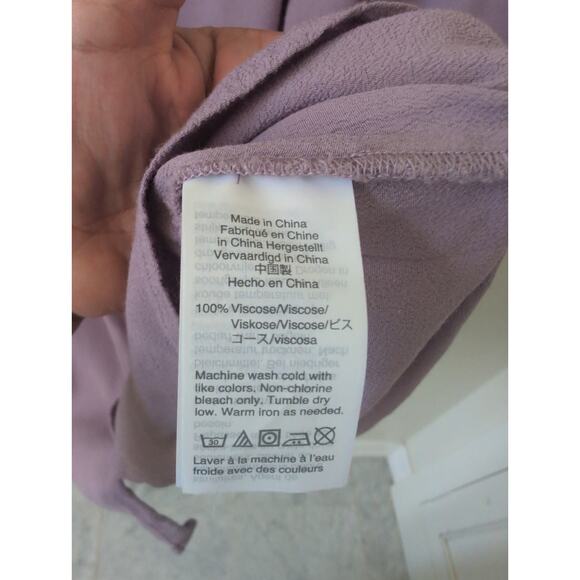 Made in China
Fabriqué en Chine
in China Hergestellt
Vervaardigd in China
中国製
Hecho en China
100% Viscose/Viscose/
Viskose/Viscose/ビス
コース/viscosa
Machine wash cold with
like colors. Non-chlorine
bleach only. Tumble dry
low. Warm iron as needed.
30
Laver à la machine à l'eau
froide avec des couleurs